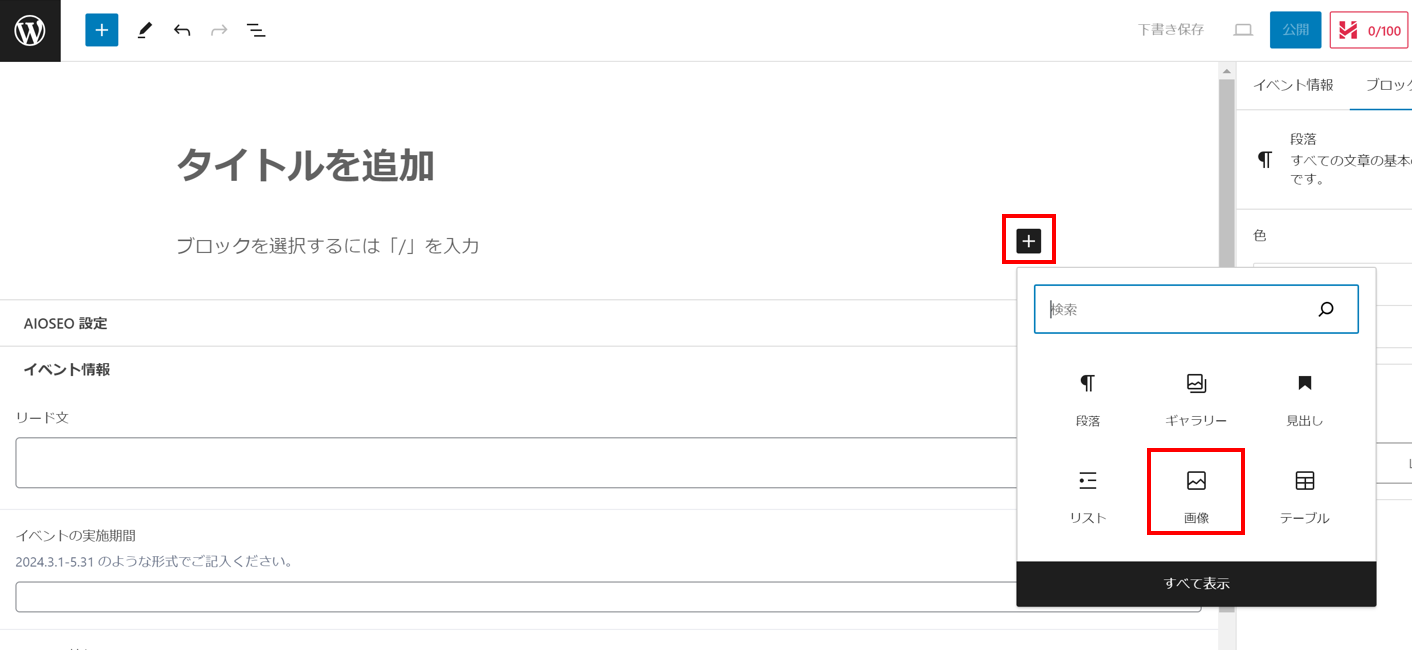 下書き保存
公開
0/100
イベント情報
ブロック
タイトルを追加
段落
すべての文章の基本
です。
ブロックを選択するには「/」を入力
色
検索
AIOSEO 設定
イベント情報
段落
ギャラリー
見出し
リード文
リスト
画像
テーブル
イベントの実施期間
2024.3.1-5.31 のような形式でご記入ください。
すべて表示